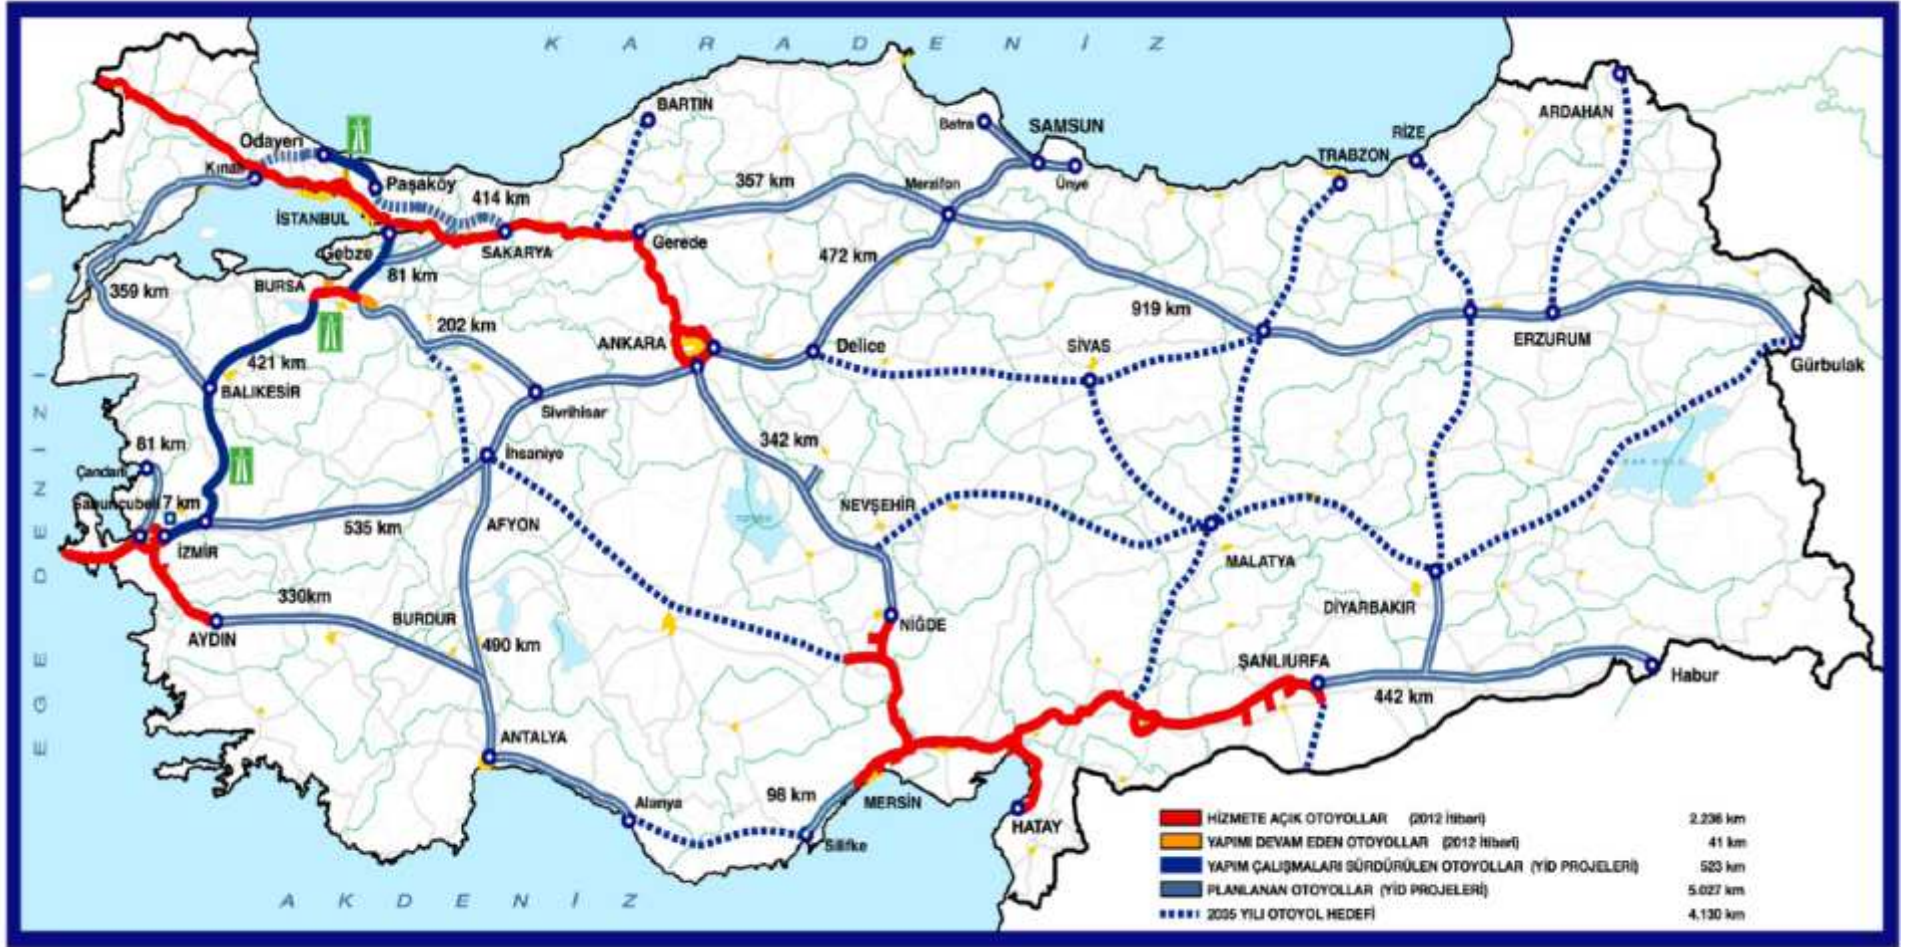 K A R A D E N İ Z
BARTIN
Bafra
SAMSUN
Ünye
Merzifon
RİZE
TRABZON
ARDAHAN
Odayeri
Kınalı
Paşaköy
414 km
357 km
İSTANBUL
Gebze
SAKARYA
Gerede
81 km
472 km
359 km
BURSA
202 km
919 km
ANKARA
Delice
SİVAS
ERZURUM
Gürbulak
421 km
BALIKESİR
Sivrihisar
342 km
81 km
Çandarlı
İhsaniye
Sabuncubeli 7 km
535 km
AFYON
NEVŞEHİR
İZMİR
MALATYA
330km
BURDUR
DİYARBAKIR
AYDIN
NİĞDE
490 km
ŞANLIURFA
442 km
Habur
ANTALYA
Alanya
98 km
MERSİN
Silifke
HATAY
E G E D E N İ Z İ
A K D E N İ Z
HİZMETE AÇIK OTOYOLLAR (2012 İtibari) 2.236 km
YAPIMI DEVAM EDEN OTOYOLLAR (2012 İtibari) 41 km
YAPIM ÇALIŞMALARI SÜRDÜRÜLEN OTOYOLLAR (YİD PROJELERİ) 523 km
PLANLANAN OTOYOLLAR (YİD PROJELERİ) 5.027 km
2035 YILI OTOYOL HEDEFİ 4.130 km